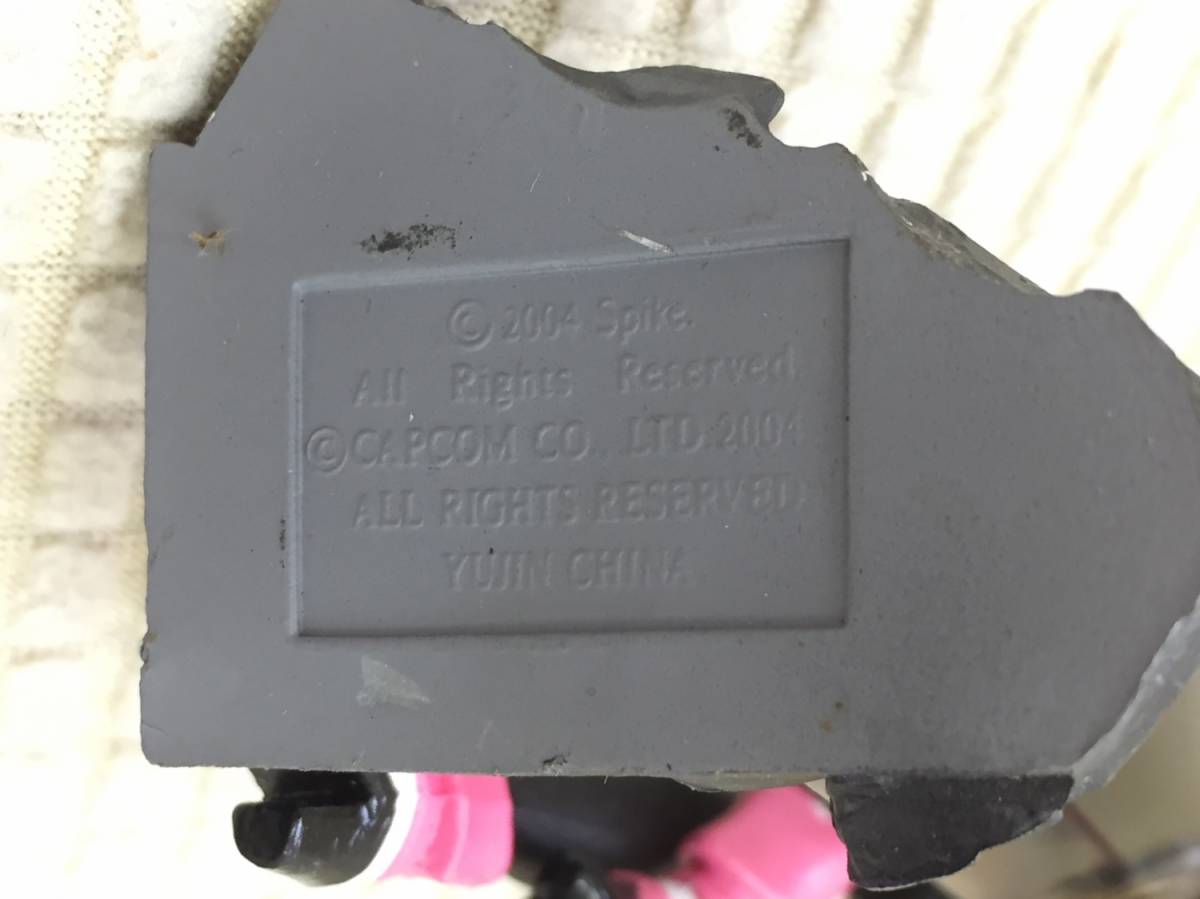 © 2004 Spike.
All Rights Reserved
©CAPCOM CO., LTD.2004
ALL RIGHTS RESERVED
YUJIN CHINA